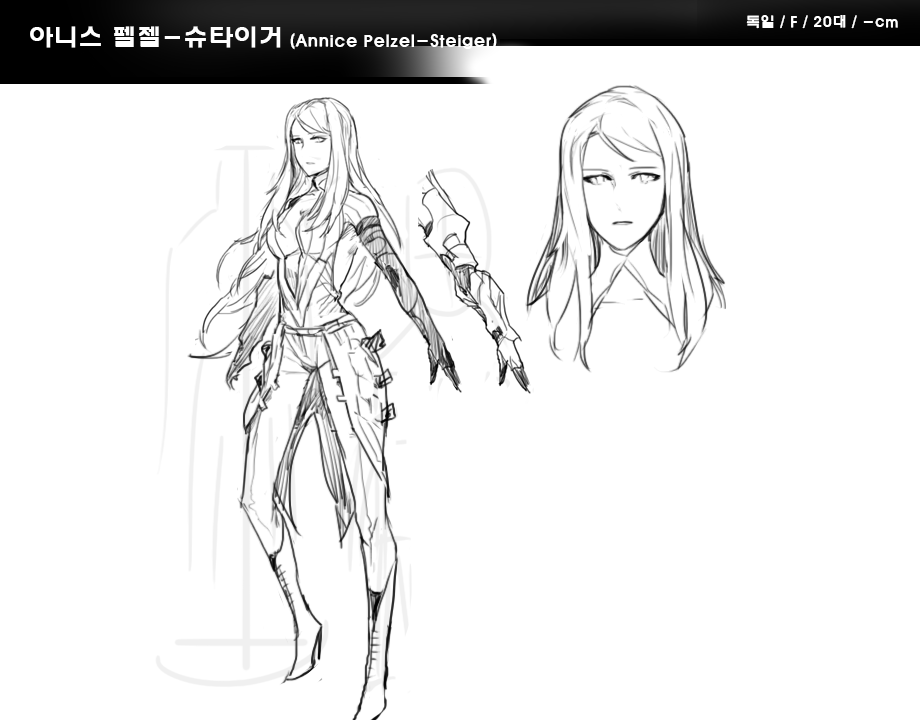 아니스 펠젤-슈타이거 (Annice Pelzel-Steiger)
독일 / F / 20대 / -cm